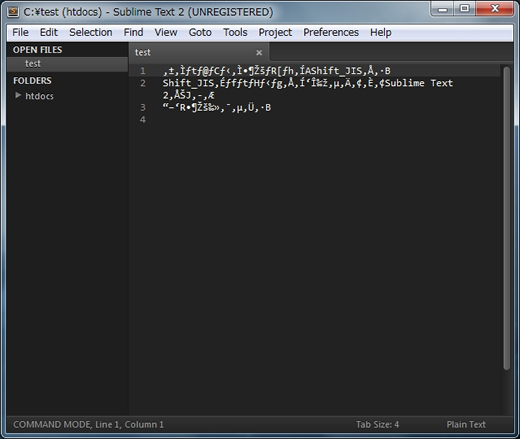 C:¥test (htdocs) - Sublime Text 2 (UNREGISTERED)
File Edit Selection Find View Goto Tools Project Preferences Help
OPEN FILES
test
FOLDERS
htdocs
test
1 ‚±‚Ìƒtƒ@ƒCƒ‹‚Ì•¶ŽšƒR[ƒh‚ÍAShift_JIS‚Å‚·B
2 Shift_JIS‚ÉƒfƒtƒHƒ‹ƒg‚Å‚Í‘Î‰ž‚µ‚Ä‚¢‚È‚¢Sublime Text
2‚ÅŠJ‚-‚Æ
3 “–‘R•¶Žš‰»‚¯‚µ‚Ü‚·B
4
COMMAND MODE, Line 1, Column 1
Tab Size: 4
Plain Text